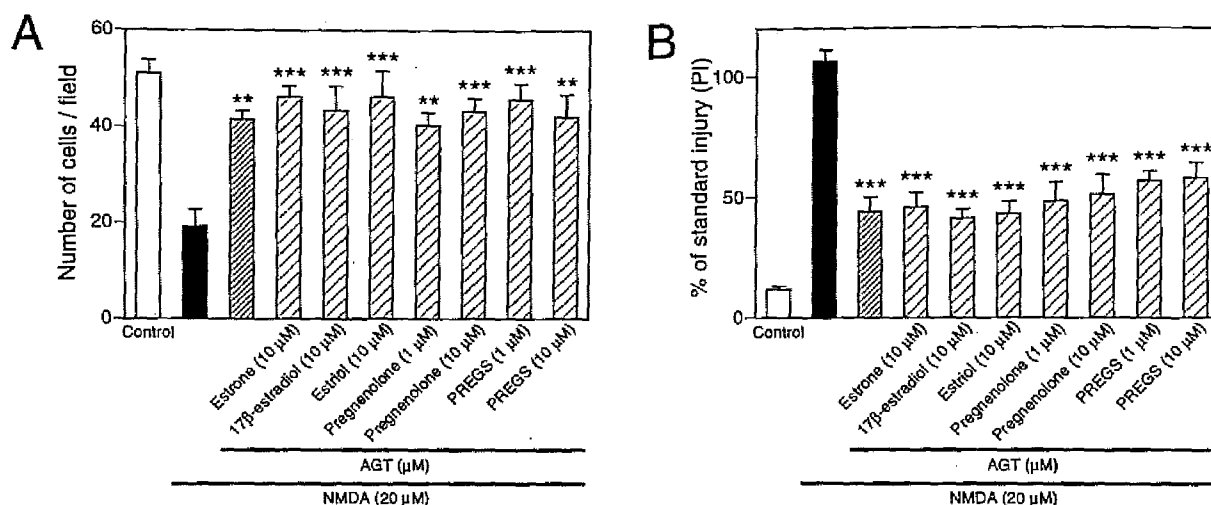 A
Number of cells / field
60
40
20
0
** *** *** *** ** *** *** **
Control
Estrone (10 µM)
17β-estradiol (10 µM)
Estriol (10 µM)
Pregnenolone (1 µM)
Pregnenolone (10 µM)
PREGS (1 µM)
PREGS (10 µM)
AGT (µM)
NMDA (20 µM)
B
% of standard injury (PI)
100
50
0
*** *** *** *** *** *** *** ***
Control
Estrone (10 µM)
17β-estradiol (10 µM)
Estriol (10 µM)
Pregnenolone (1 µM)
Pregnenolone (10 µM)
PREGS (1 µM)
PREGS (10 µM)
AGT (µM)
NMDA (20 µM)